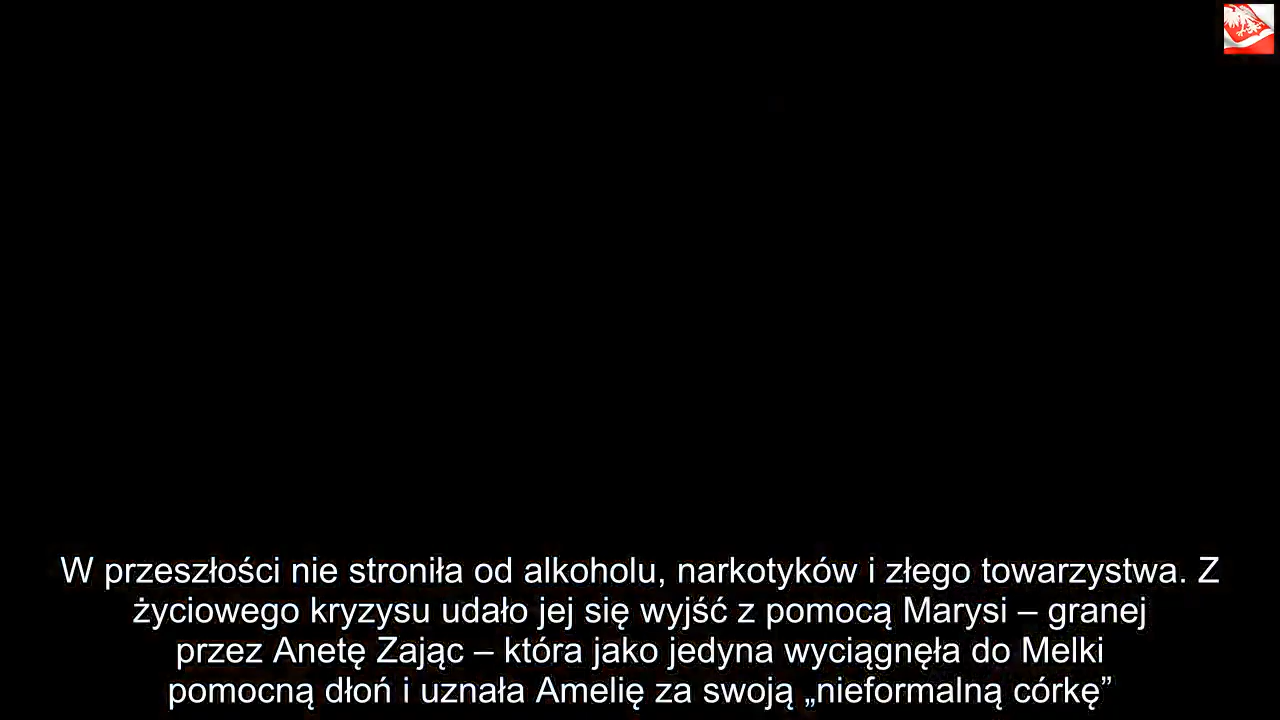 W przeszłości nie stroniła od alkoholu, narkotyków i złego towarzystwa. Z
życiowego kryzysu udało jej się wyjść z pomocą Marysi – granej
przez Anetę Zając – która jako jedyna wyciągnęła do Melki
pomocną dłoń i uznała Amelię za swoją „nieformalną córkę”